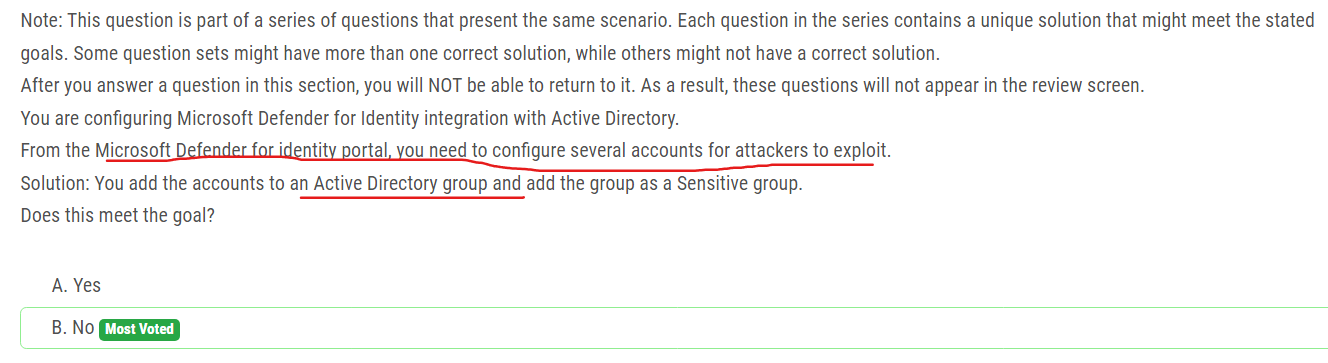 Note: This question is part of a series of questions that present the same scenario. Each question in the series contains a unique solution that might meet the stated
goals. Some question sets might have more than one correct solution, while others might not have a correct solution.
After you answer a question in this section, you will NOT be able to return to it. As a result, these questions will not appear in the review screen.
You are configuring Microsoft Defender for Identity integration with Active Directory.
From the Microsoft Defender for identity portal, you need to configure several accounts for attackers to exploit.
Solution: You add the accounts to an Active Directory group and add the group as a Sensitive group.
Does this meet the goal?
A. Yes
B. No Most Voted